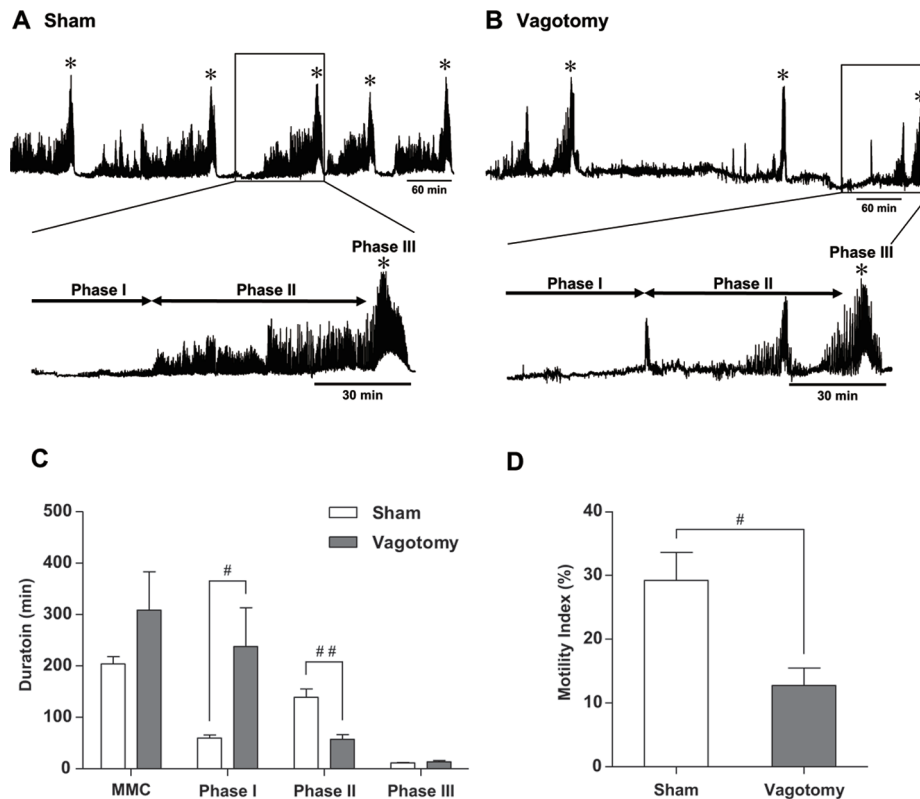 A Sham
B Vagotomy
* * * * *
* * *
60 min
60 min
Phase III
*
Phase I Phase II
30 min
Phase III
*
Phase I Phase II
30 min
C
Duratoin (min)
500
400
300
200
100
0
Sham
Vagotomy
#
# #
MMC Phase I Phase II Phase III
D
Motility Index (%)
40
30
20
10
0
#
Sham Vagotomy